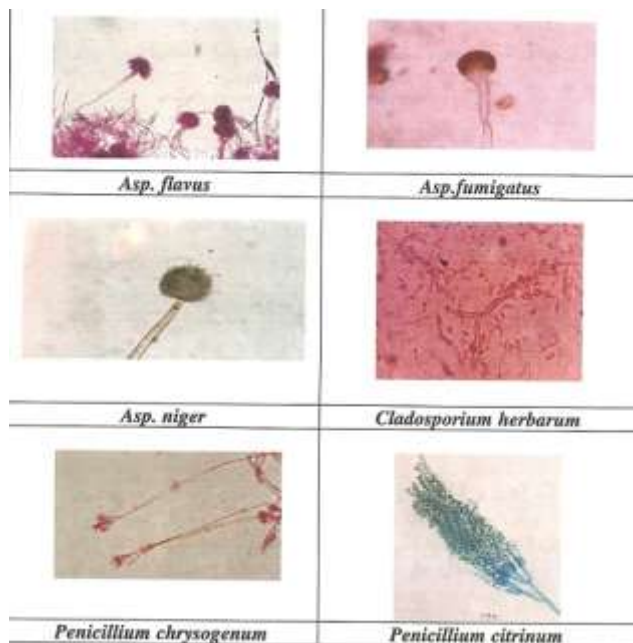 Asp. flavus
Asp.fumigatus
Asp. niger
Cladosporium herbarum
Penicillium chrysogenum
Penicillium citrinum